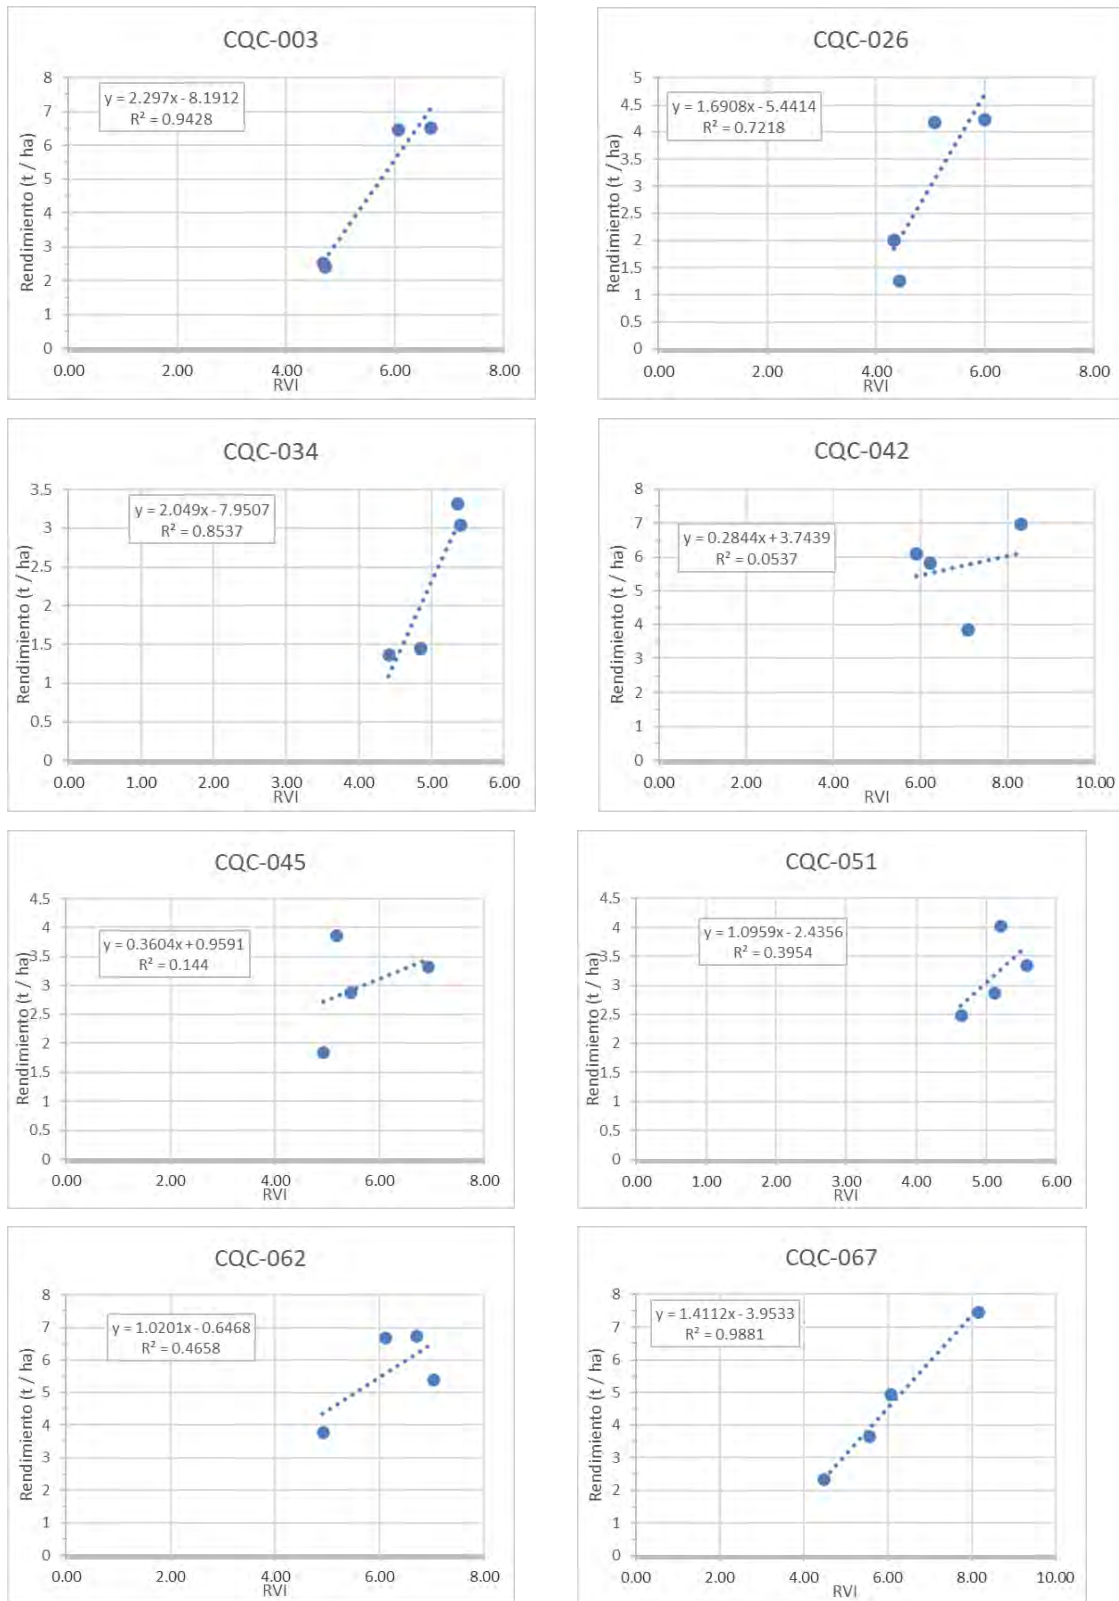 CQC-003
y = 2.297x - 8.1912
R² = 0.9428
Rendimiento (t / ha)
8
7
6
5
4
3
2
1
0
0.00 2.00 4.00 6.00 8.00
RVI
CQC-026
y = 1.6908x - 5.4414
R² = 0.7218
Rendimiento (t / ha)
5
4.5
4
3.5
3
2.5
2
1.5
1
0.5
0
0.00 2.00 4.00 6.00 8.00
RVI
CQC-034
y = 2.049x - 7.9507
R² = 0.8537
Rendimiento (t / ha)
3.5
3
2.5
2
1.5
1
0.5
0
0.00 1.00 2.00 3.00 4.00 5.00 6.00
RVI
CQC-042
y = 0.2844x + 3.7439
R² = 0.0537
Rendimiento (t / ha)
8
7
6
5
4
3
2
1
0
0.00 2.00 4.00 6.00 8.00 10.00
RVI
CQC-045
y = 0.3604x + 0.9591
R² = 0.144
Rendimiento (t / ha)
4.5
4
3.5
3
2.5
2
1.5
1
0.5
0
0.00 2.00 4.00 6.00 8.00
RVI
CQC-051
y = 1.0959x - 2.4356
R² = 0.3954
Rendimiento (t / ha)
4.5
4
3.5
3
2.5
2
1.5
1
0.5
0
0.00 1.00 2.00 3.00 4.00 5.00 6.00
RVI
CQC-062
y = 1.0201x - 0.6468
R² = 0.4658
Rendimiento (t / ha)
8
7
6
5
4
3
2
1
0
0.00 2.00 4.00 6.00 8.00
RVI
CQC-067
y = 1.4112x - 3.9533
R² = 0.9881
Rendimiento (t / ha)
8
7
6
5
4
3
2
1
0
0.00 2.00 4.00 6.00 8.00 10.00
RVI